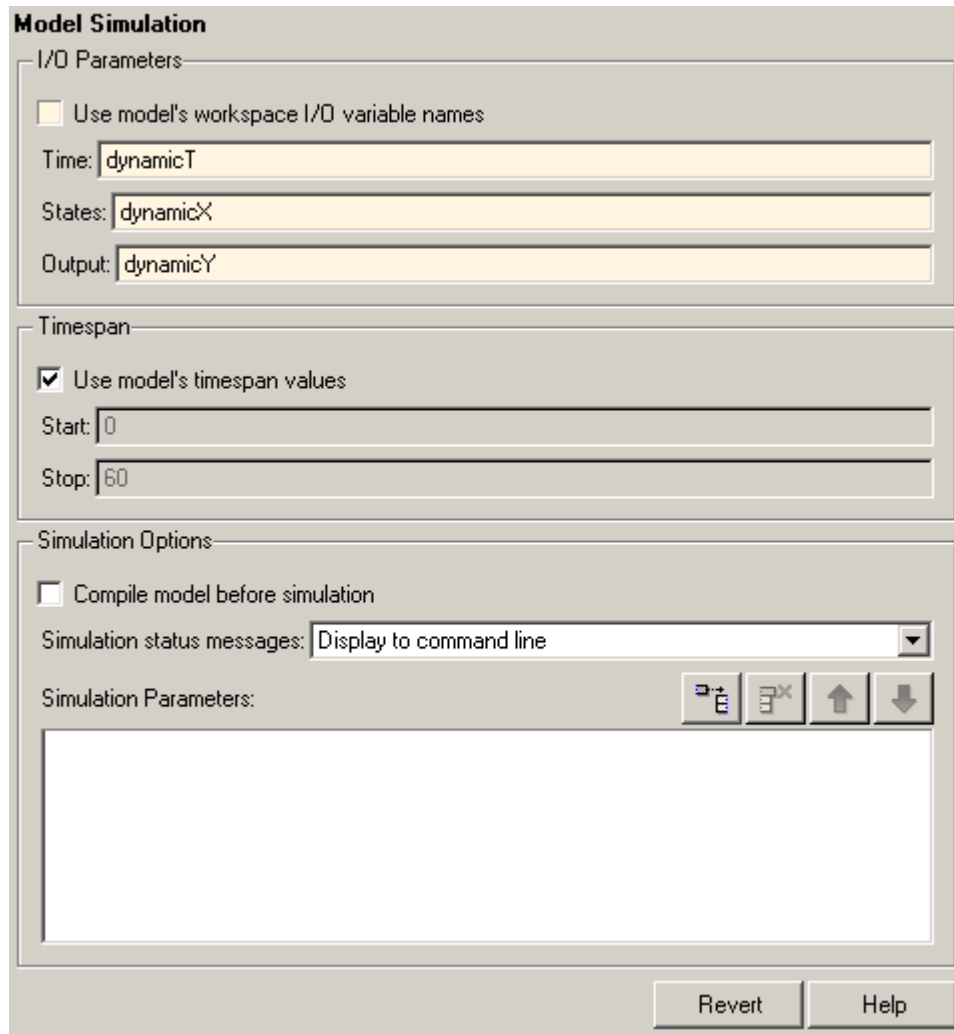 Model Simulation
I/O Parameters
Use model's workspace I/O variable names
Time: dynamicT
States: dynamicX
Output: dynamicY
Timespan
Use model's timespan values
Start: 0
Stop: 60
Simulation Options
Compile model before simulation
Simulation status messages: Display to command line
Simulation Parameters:
Revert Help